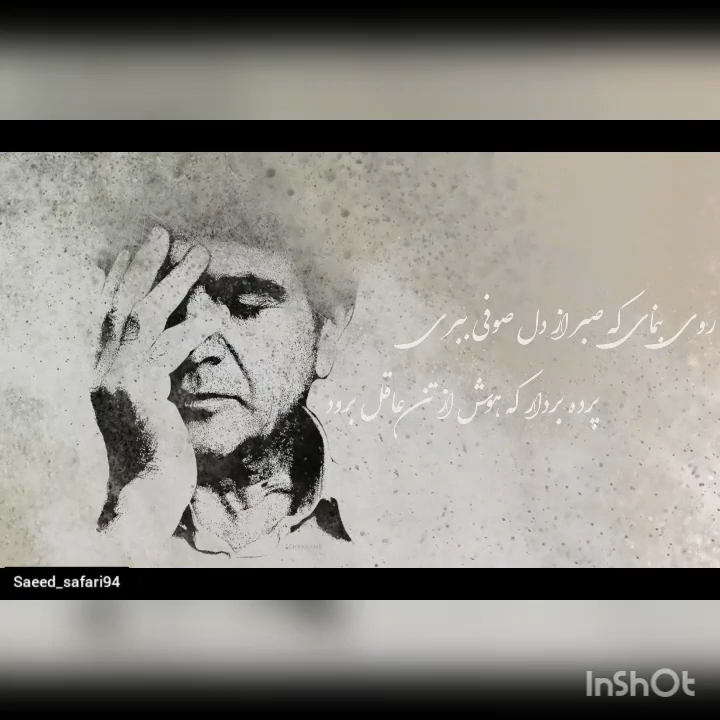 روی بنمای که صبر از دل صوفی ببری
پرده بردار که هوش از تن عاقل برود
Saeed_safari94
InShOt